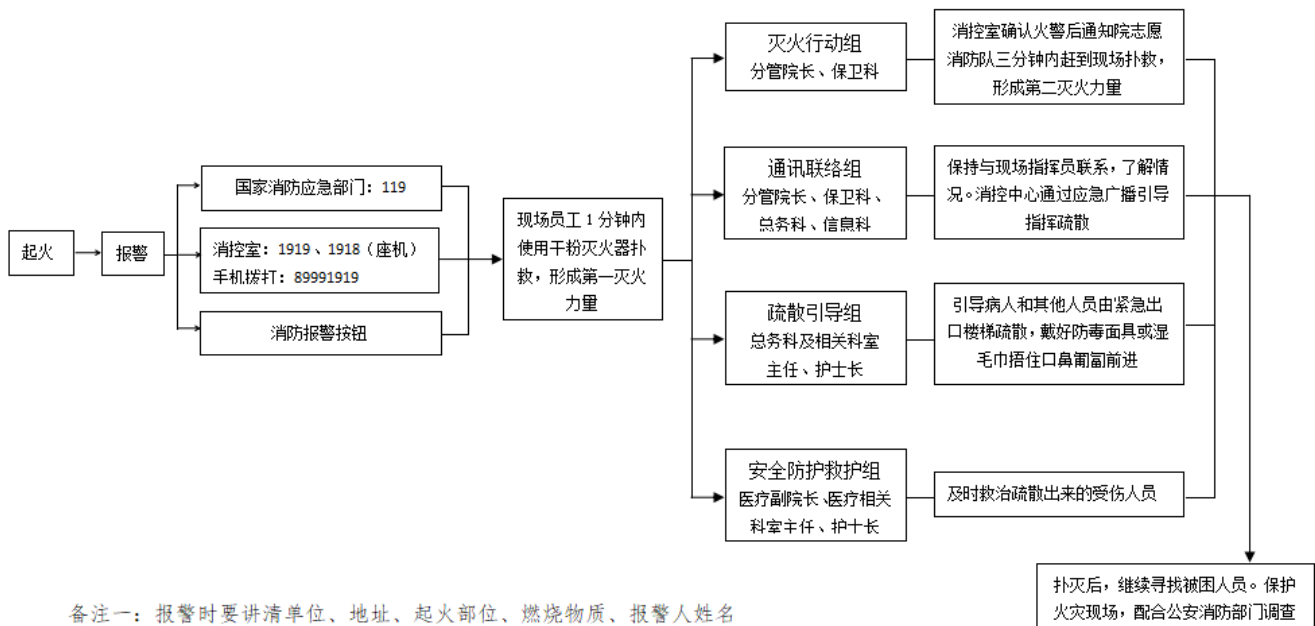 起火
报警
国家消防应急部门：119
消控室：1919、1918（座机）
手机拨打：89991919
消防报警按钮
现场员工1分钟内
使用干粉灭火器扑
救，形成第一灭火
力量
灭火行动组
分管院长、保卫科
消控室确认火警后通知院志愿
消防队三分钟内赶到现场扑救，
形成第二灭火力量
通讯联络组
分管院长、保卫科、
总务科、信息科
保持与现场指挥员联系，了解情
况。消控中心通过应急广播引导
指挥疏散
疏散引导组
总务科及相关科室
主任、护士长
引导病人和其他人员由紧急出
口楼梯疏散，戴好防毒面具或湿
毛巾捂住口鼻匍匐前进
安全防护救护组
医疗副院长、医疗相关
科室主任、护士长
及时救治疏散出来的受伤人员
扑灭后，继续寻找被困人员。保护
火灾现场，配合公安消防部门调查
备注一：报警时要讲清单位、地址、起火部位、燃烧物质、报警人姓名